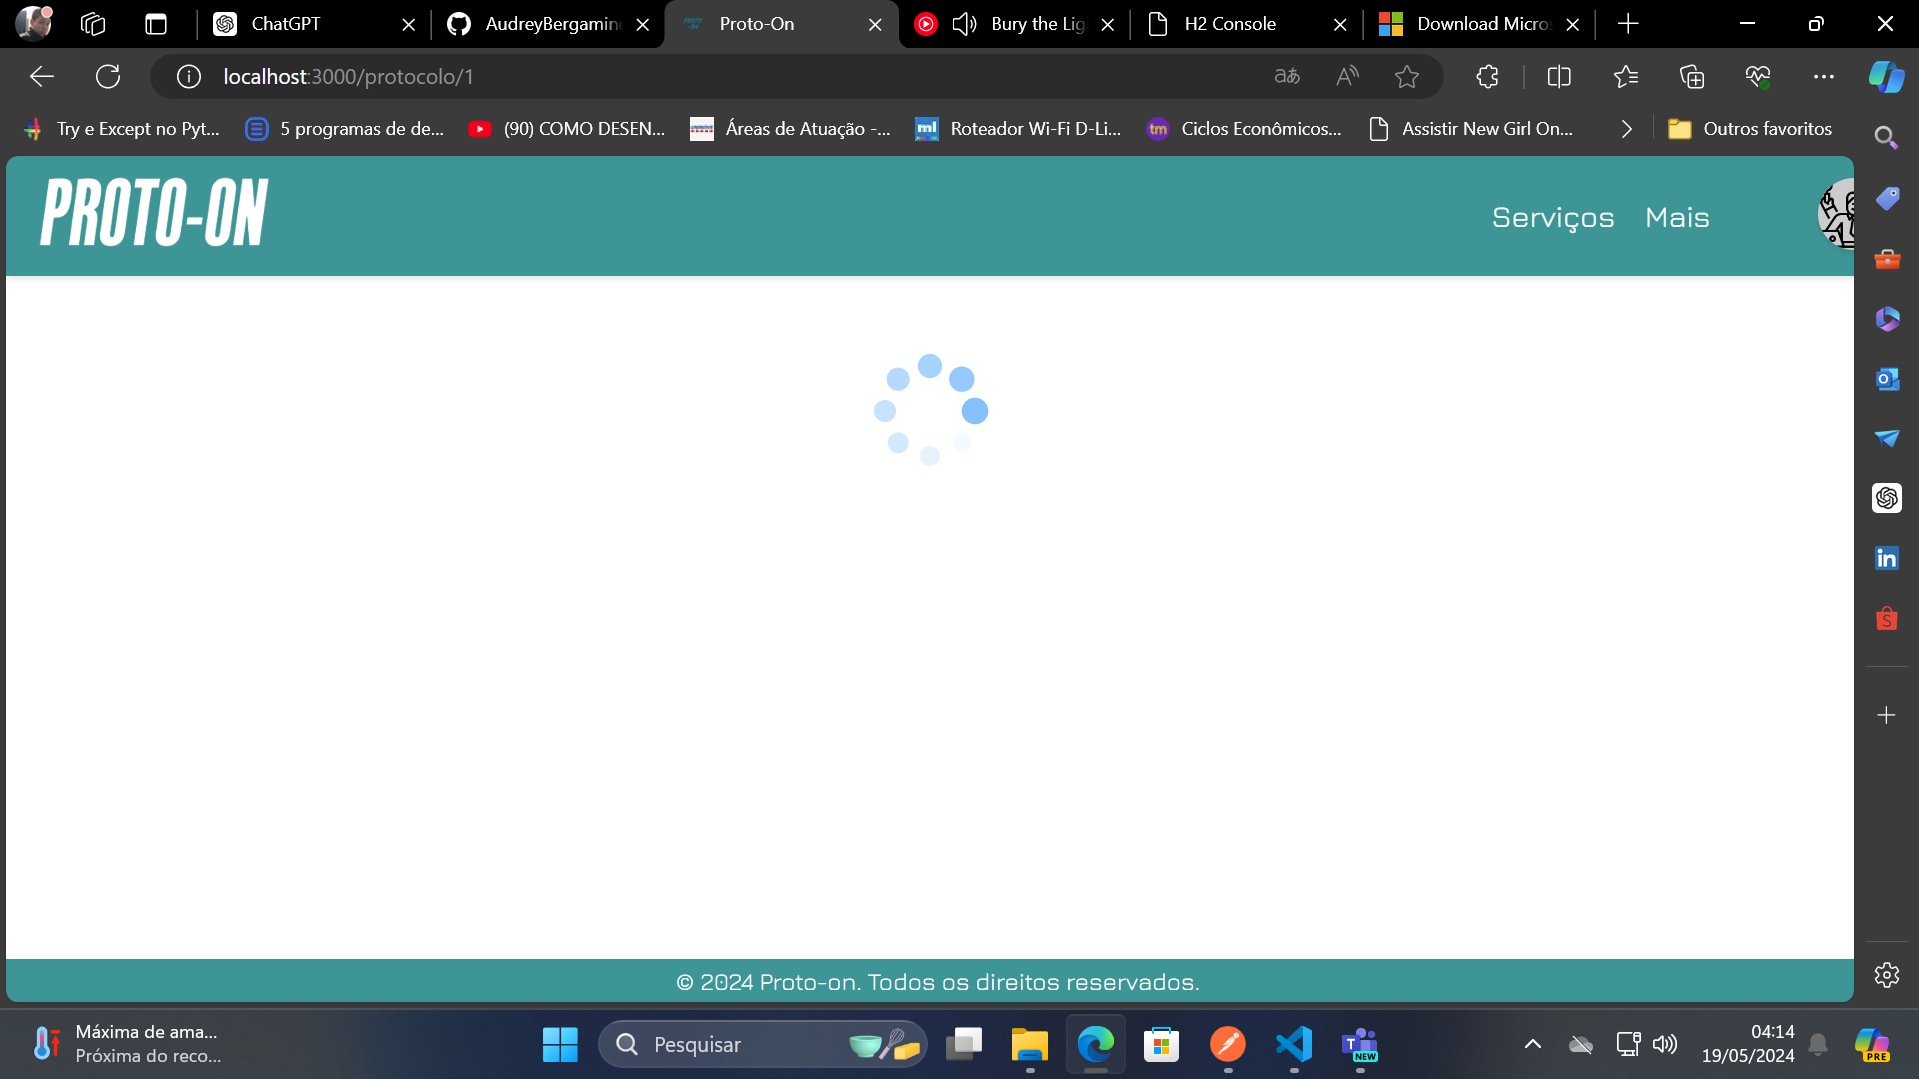 ChatGPT
AudreyBergamine
Proto-On
Bury the Lig
H2 Console
Download Micros
localhost:3000/protocolo/1
Try e Except no Pyt...
5 programas de de...
(90) COMO DESEN...
Áreas de Atuação -...
Roteador Wi-Fi D-Li...
Ciclos Econômicos...
Assistir New Girl On...
Outros favoritos
PROTO-ON
Serviços
Mais
© 2024 Proto-on. Todos os direitos reservados.
Máxima de ama...
Próxima do reco...
Pesquisar
NEW
04:14
19/05/2024
PRE